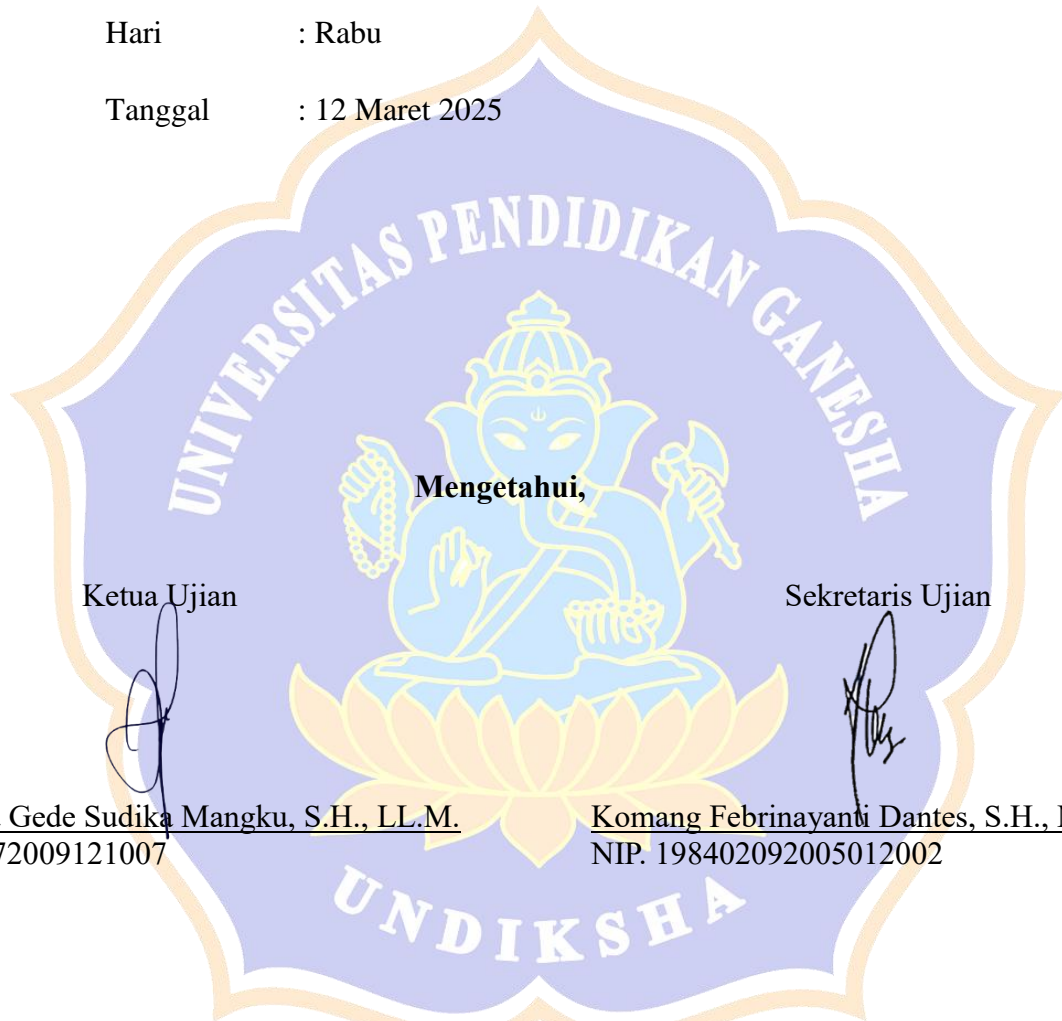 Hari : Rabu
Tanggal : 12 Maret 2025
UNIVERSITAS PENDIDIKAN GANESHA
Mengetahui,
Ketua Ujian Sekretaris Ujian
Gede Sudika Mangku, S.H., LL.M. Komang Febrinayanti Dantes, S.H.,
72009121007 NIP. 198402092005012002
UNDIKSHA